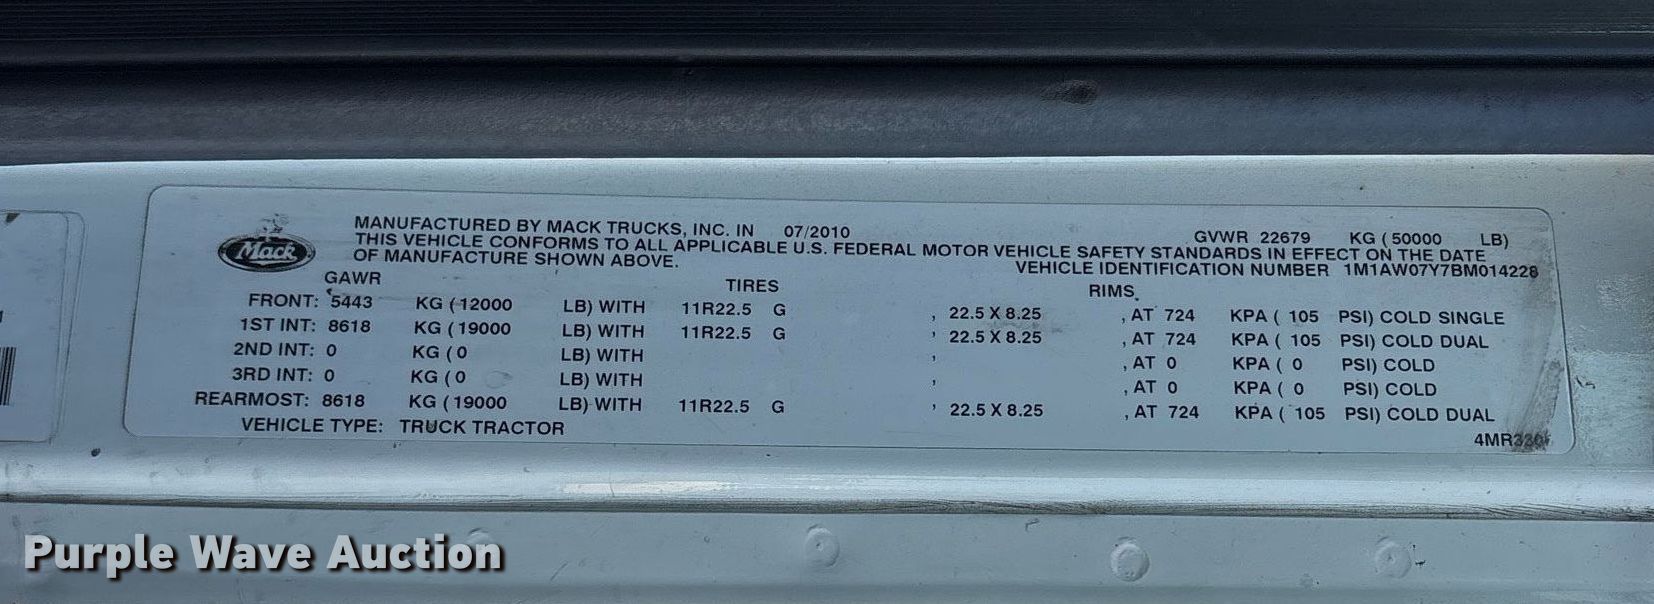 Mack
MANUFACTURED BY MACK TRUCKS, INC. IN 07/2010 GVWR 22679 KG ( 50000 LB)
THIS VEHICLE CONFORMS TO ALL APPLICABLE U.S. FEDERAL MOTOR VEHICLE SAFETY STANDARDS IN EFFECT ON THE DATE
OF MANUFACTURE SHOWN ABOVE. VEHICLE IDENTIFICATION NUMBER 1M1AW07Y7BM014228
GAWR TIRES RIMS
FRONT: 5443 KG ( 12000 LB) WITH 11R22.5 G , 22.5 X 8.25 , AT 724 KPA ( 105 PSI) COLD SINGLE
1ST INT: 8618 KG ( 19000 LB) WITH 11R22.5 G , 22.5 X 8.25 , AT 724 KPA ( 105 PSI) COLD DUAL
2ND INT: 0 KG ( 0 LB) WITH , , AT 0 KPA ( 0 PSI) COLD
3RD INT: 0 KG ( 0 LB) WITH , , AT 0 KPA ( 0 PSI) COLD
REARMOST: 8618 KG ( 19000 LB) WITH 11R22.5 G , 22.5 X 8.25 , AT 724 KPA ( 105 PSI) COLD DUAL
VEHICLE TYPE: TRUCK TRACTOR
Purple Wave Auction